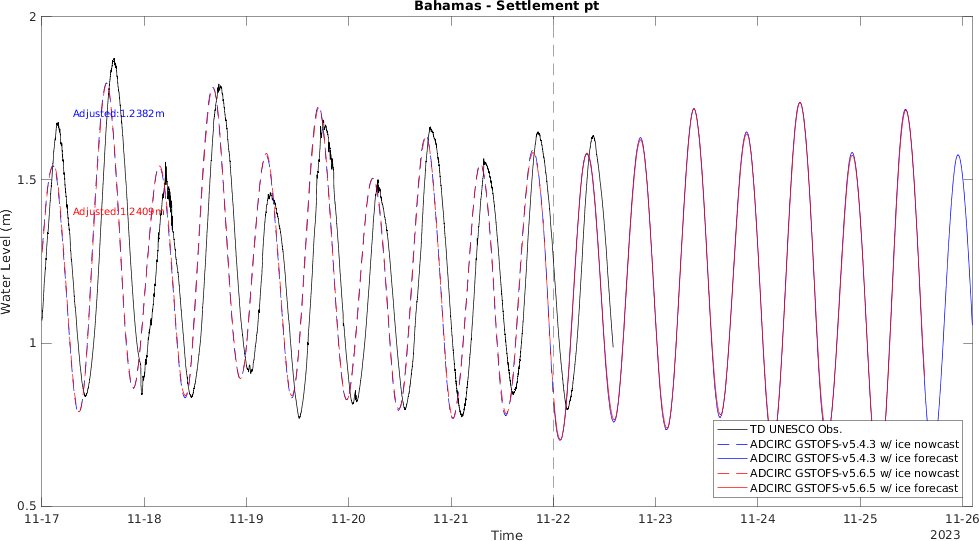 Bahamas - Settlement pt
2
1.5
1
0.5
Water Level (m)
Adjusted:1.2382m
Adjusted:1.2409m
TD UNESCO Obs.
ADCIRC GSTOFS-v5.4.3 w/ ice nowcast
ADCIRC GSTOFS-v5.4.3 w/ ice forecast
ADCIRC GSTOFS-v5.6.5 w/ ice nowcast
ADCIRC GSTOFS-v5.6.5 w/ ice forecast
11-17 11-18 11-19 11-20 11-21 11-22 11-23 11-24 11-25 11-26
Time
2023